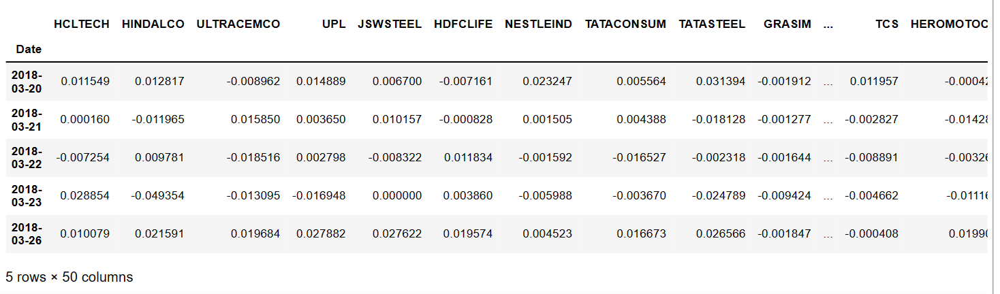 HCLTECH HINDALCO ULTRACEMCO UPL JSWSTEEL HDFCLIFE NESTLEIND TATACONSUM TATASTEEL GRASIM ... TCS HEROMOTOC
Date
2018-
03-20 0.011549 0.012817 -0.008962 0.014889 0.006700 -0.007161 0.023247 0.005564 0.031394 -0.001912 ... 0.011957 -0.00042
2018-
03-21 0.000160 -0.011965 0.015850 0.003650 0.010157 -0.000828 0.001505 0.004388 -0.018128 -0.001277 ... -0.002827 -0.01428
2018-
03-22 -0.007254 0.009781 -0.018516 0.002798 -0.008322 0.011834 -0.001592 -0.016527 -0.002318 -0.001644 ... -0.008891 -0.00326
2018-
03-23 0.028854 -0.049354 -0.013095 -0.016948 0.000000 0.003860 -0.005988 -0.003670 -0.024789 -0.009424 ... -0.004662 -0.01116
2018-
03-26 0.010079 0.021591 0.019684 0.027882 0.027622 0.019574 0.004523 0.016673 0.026566 -0.001847 ... -0.000408 0.01990
5 rows × 50 columns